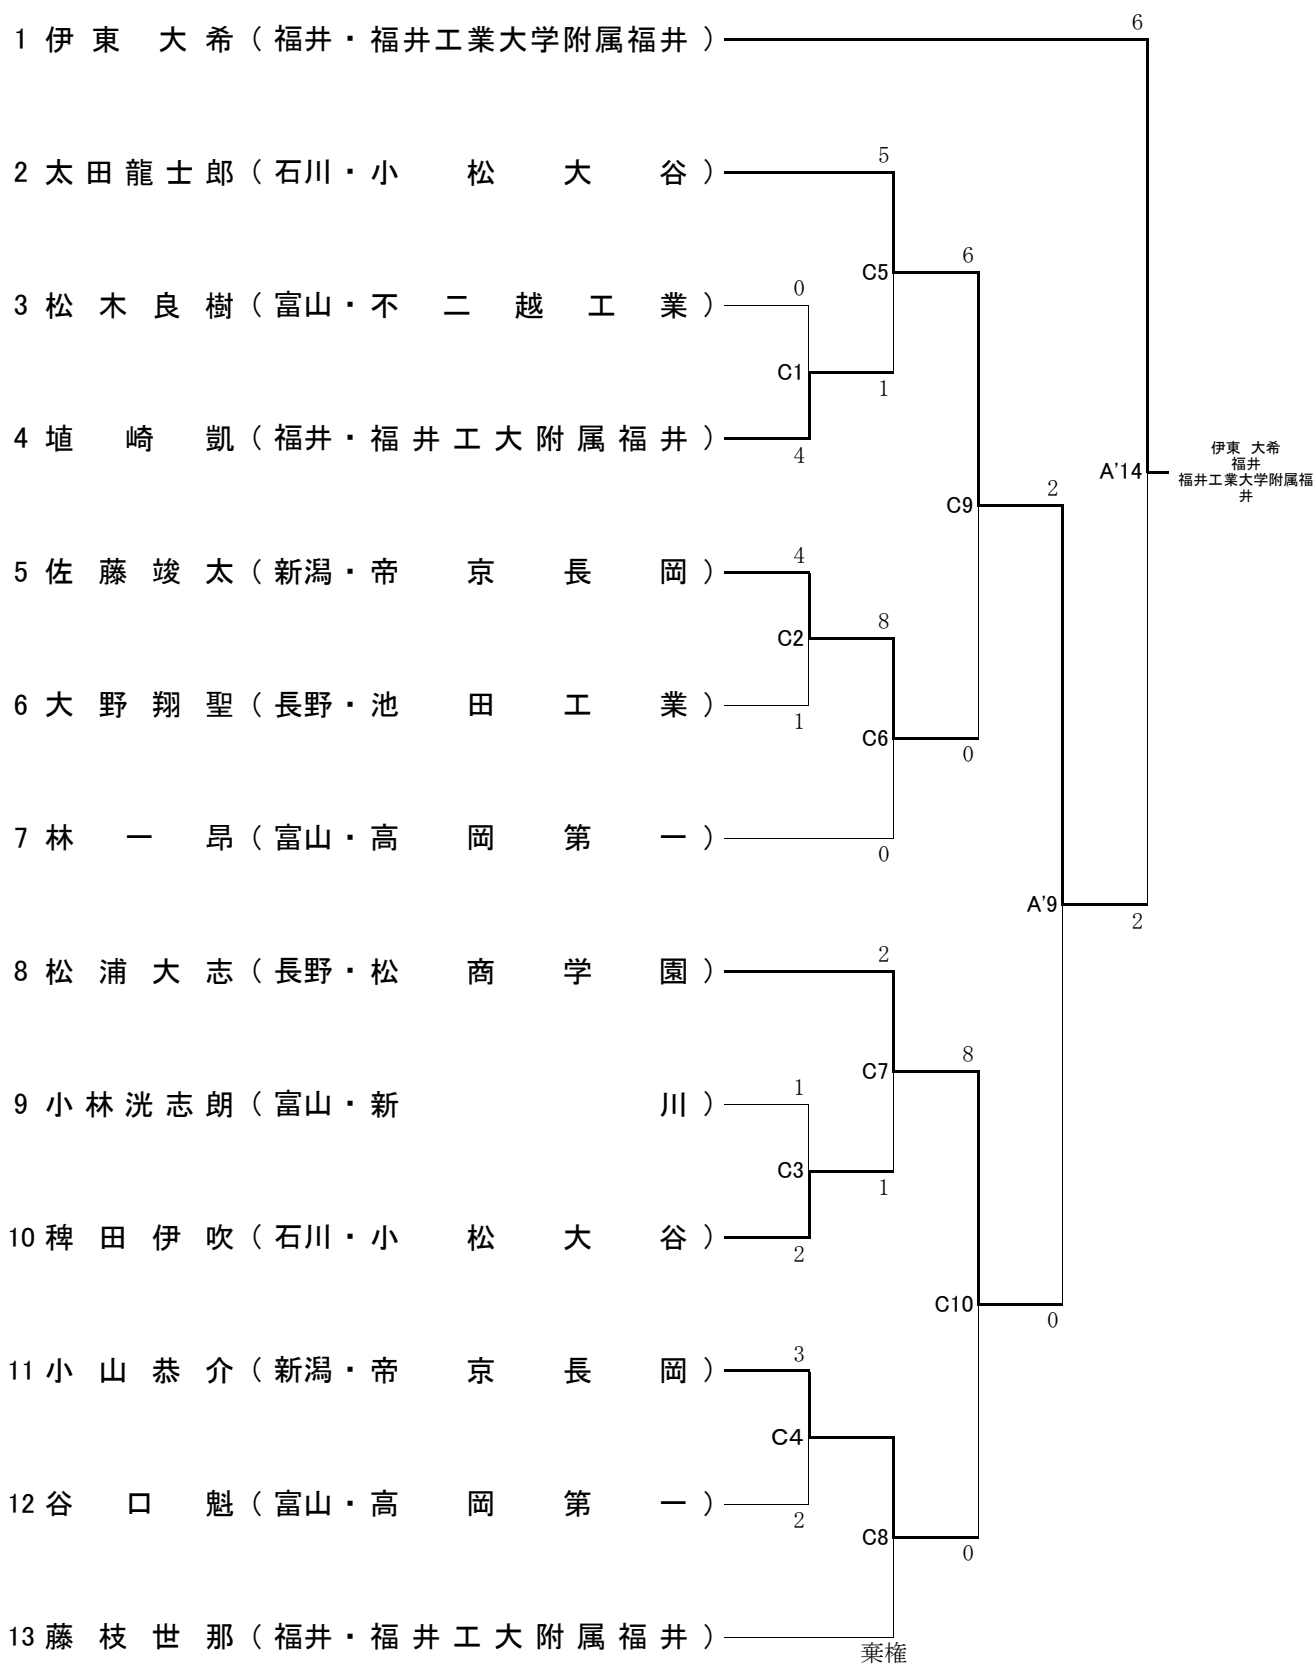 6
1 伊東 大希 ( 福井・福井工業大学附属福井 )
5
2 太田龍士郎 ( 石川・小松大谷 )
6
C5
0
3 松木良樹 ( 富山・不二越工業 )
C1
1
4 埴崎凱 ( 福井・福井工大附属福井 )
4
伊東 大希
福井
福井工業大学附属福
井
A'14
2
C9
4
5 佐藤竣太 ( 新潟・帝京長岡 )
8
C2
6 大野翔聖 ( 長野・池田工業 )
1
C6
0
7 林一昂 ( 富山・高岡第一 )
0
A'9
2
2
8 松浦大志 ( 長野・松商学園 )
8
C7
1
9 小林洸志朗 ( 富山・新川 )
C3
1
10 稗田伊吹 ( 石川・小松大谷 )
2
C10
0
3
11 小山恭介 ( 新潟・帝京長岡 )
C4
12 谷口魁 ( 富山・高岡第一 )
2
C8
0
13 藤枝世那 ( 福井・福井工大附属福井 )
棄権